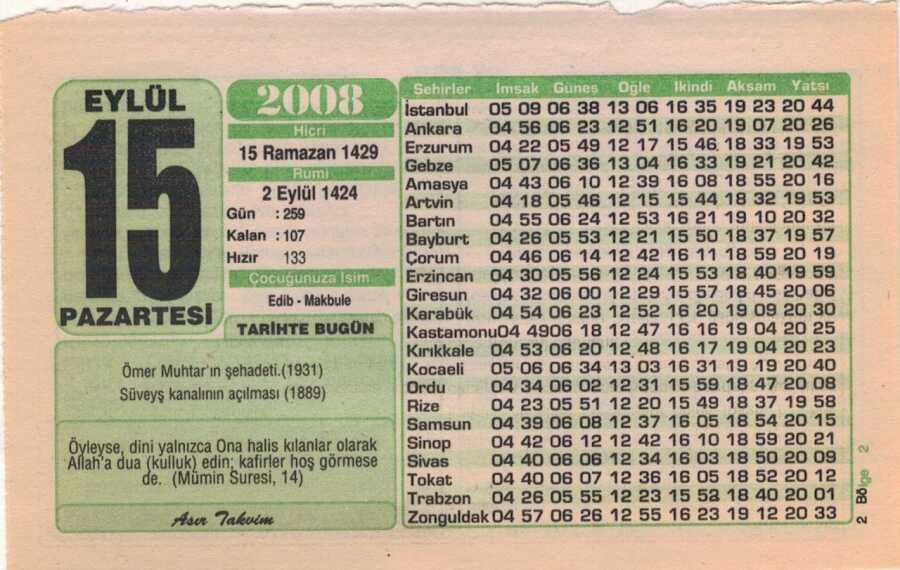 EYLÜL
15
PAZARTESİ
2008
Hicri
15 Ramazan 1429
Rumi
2 Eylül 1424
Gün : 259
Kalan : 107
Hızır 133
Çocuğunuza İsim
Edib - Makbule
TARİHTE BUGÜN
Ömer Muhtar'ın şehadeti.(1931)
Süveyş kanalının açılması (1889)
Öyleyse, dini yalnızca Ona halis kılanlar olarak
Allah'a dua (kulluk) edin; kafirler hoş görmese
de. (Mümin Suresi, 14)
Asır Takvim
Şehirler İmsak Güneş Öğle İkindi Akşam Yatsı
İstanbul 05 09 06 38 13 06 16 35 19 23 20 44
Ankara 04 56 06 23 12 51 16 20 19 07 20 26
Erzurum 04 22 05 49 12 17 15 46 18 33 19 53
Gebze 05 07 06 36 13 04 16 33 19 21 20 42
Amasya 04 43 06 10 12 39 16 08 18 55 20 16
Artvin 04 18 05 46 12 15 15 44 18 32 19 53
Bartın 04 55 06 24 12 53 16 21 19 10 20 32
Bayburt 04 26 05 53 12 21 15 50 18 37 19 57
Çorum 04 46 06 14 12 42 16 11 18 59 20 19
Erzincan 04 30 05 56 12 24 15 53 18 40 19 59
Giresun 04 32 06 00 12 29 15 57 18 45 20 06
Karabük 04 54 06 23 12 52 16 20 19 09 20 30
Kastamonu04 4906 18 12 47 16 16 19 04 20 25
Kırıkkale 04 53 06 20 12 48 16 17 19 04 20 23
Kocaeli 05 06 06 34 13 03 16 31 19 19 20 40
Ordu 04 34 06 02 12 31 15 59 18 47 20 08
Rize 04 23 05 51 12 20 15 49 18 37 19 58
Samsun 04 39 06 08 12 37 16 05 18 54 20 15
Sinop 04 42 06 12 12 42 16 10 18 59 20 21
Sivas 04 40 06 06 12 34 16 03 18 50 20 09
Tokat 04 40 06 07 12 36 16 05 18 52 20 12
Trabzon 04 26 05 55 12 23 15 52 18 40 20 01
Zonguldak 04 57 06 26 12 55 16 23 19 12 20 33
2 Bölge 2